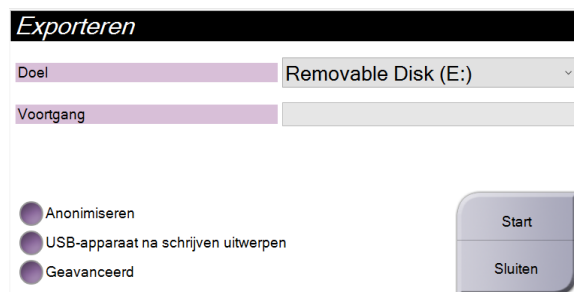 Exporteren
Doel Removable Disk (E:)
Voortgang
Anonimiseren
USB-apparaat na schrijven uitwerpen
Geavanceerd
Start
Sluiten